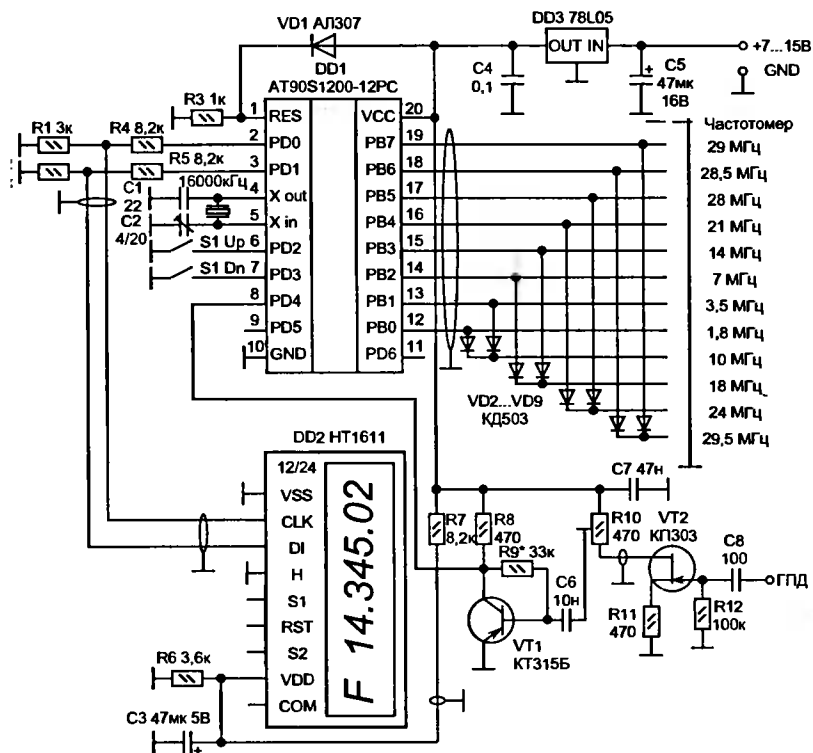 VD1 АЛ307
DD3 78L05
OUT IN
+7...15В
GND
C4
0,1
C5
47мк
16В
+
DD1
AT90S1200-12PC
R3 1к
R1 3к
R4 8,2к
R5 8,2к
16000кГц
C1
22
C2
4/20
S1 Up
S1 Dn
1 RES
2 PD0
3 PD1
4 X out
5 X in
6 PD2
7 PD3
8 PD4
9 PD5
10 GND
VCC 20
PB7 19
PB6 18
PB5 17
PB4 16
PB3 15
PB2 14
PB1 13
PB0 12
PD6 11
Частотомер
29 МГц
28,5 МГц
28 МГц
21 МГц
14 МГц
7 МГц
3,5 МГц
1,8 МГц
10 МГц
18 МГц
24 МГц
29,5 МГц
VD2...VD9
КД503
DD2 HT1611
12/24
VSS
CLK
DI
H
S1
RST
S2
VDD
COM
F 14.345.02
R6 3,6к
C3 47мк 5В
+
R7
8,2к
R8
470
R9* 33к
C6
10н
VT1
КТ315Б
C7 47н
R10
470
VT2
КП303
C8
100
ГПД
R11
470
R12
100к